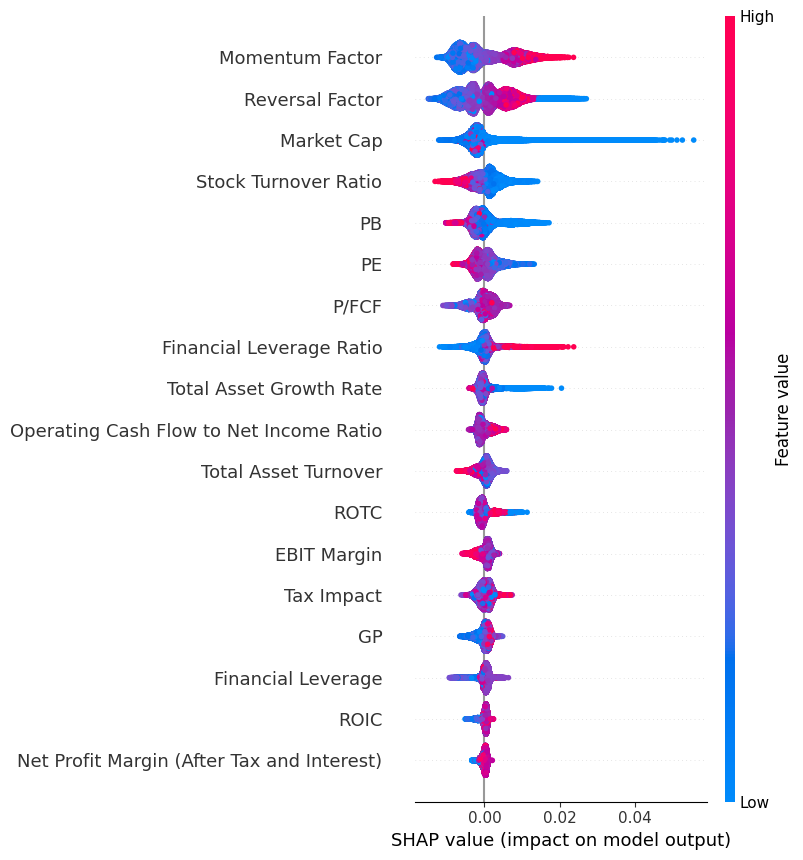 High
Momentum Factor
Reversal Factor
Market Cap
Stock Turnover Ratio
PB
PE
P/FCF
Financial Leverage Ratio
Total Asset Growth Rate
Operating Cash Flow to Net Income Ratio
Total Asset Turnover
ROTC
EBIT Margin
Tax Impact
GP
Financial Leverage
ROIC
Net Profit Margin (After Tax and Interest)
Feature value
Low
0.00 0.02 0.04
SHAP value (impact on model output)